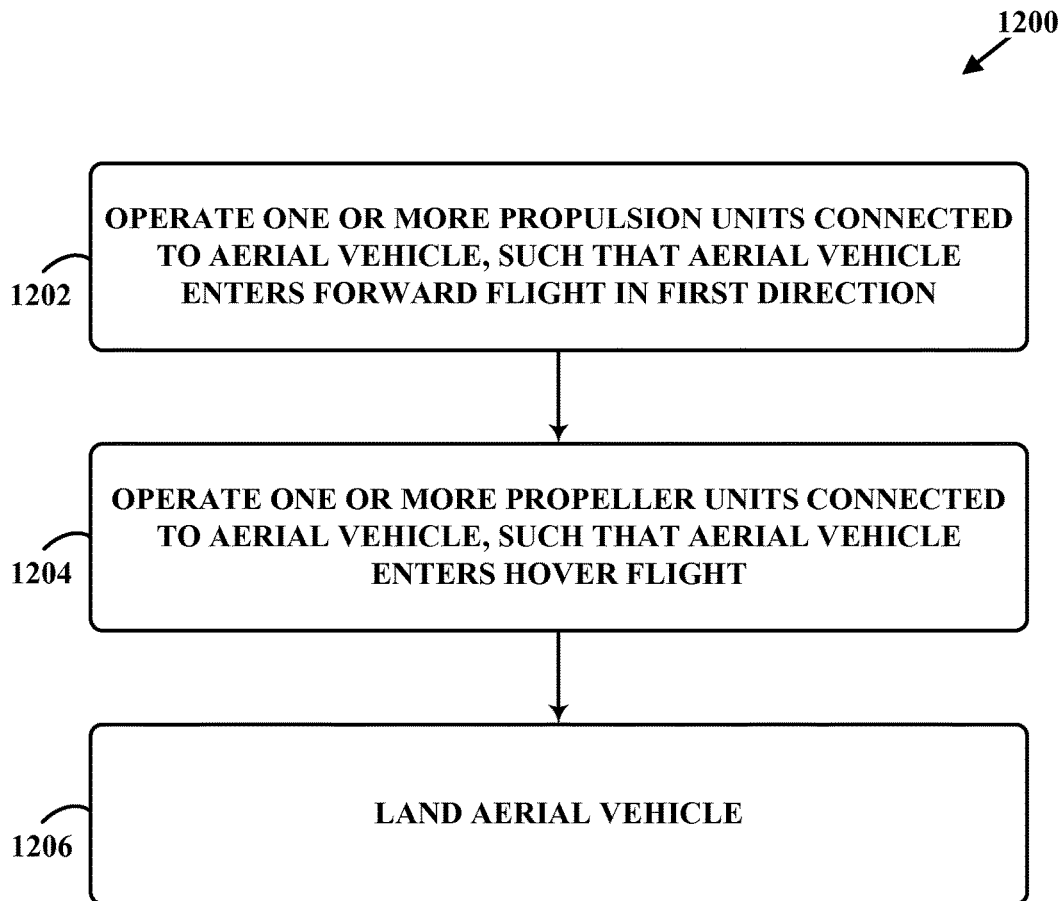 1200
OPERATE ONE OR MORE PROPULSION UNITS CONNECTED
TO AERIAL VEHICLE, SUCH THAT AERIAL VEHICLE
ENTERS FORWARD FLIGHT IN FIRST DIRECTION
1202
OPERATE ONE OR MORE PROPELLER UNITS CONNECTED
TO AERIAL VEHICLE, SUCH THAT AERIAL VEHICLE
ENTERS HOVER FLIGHT
1204
LAND AERIAL VEHICLE
1206